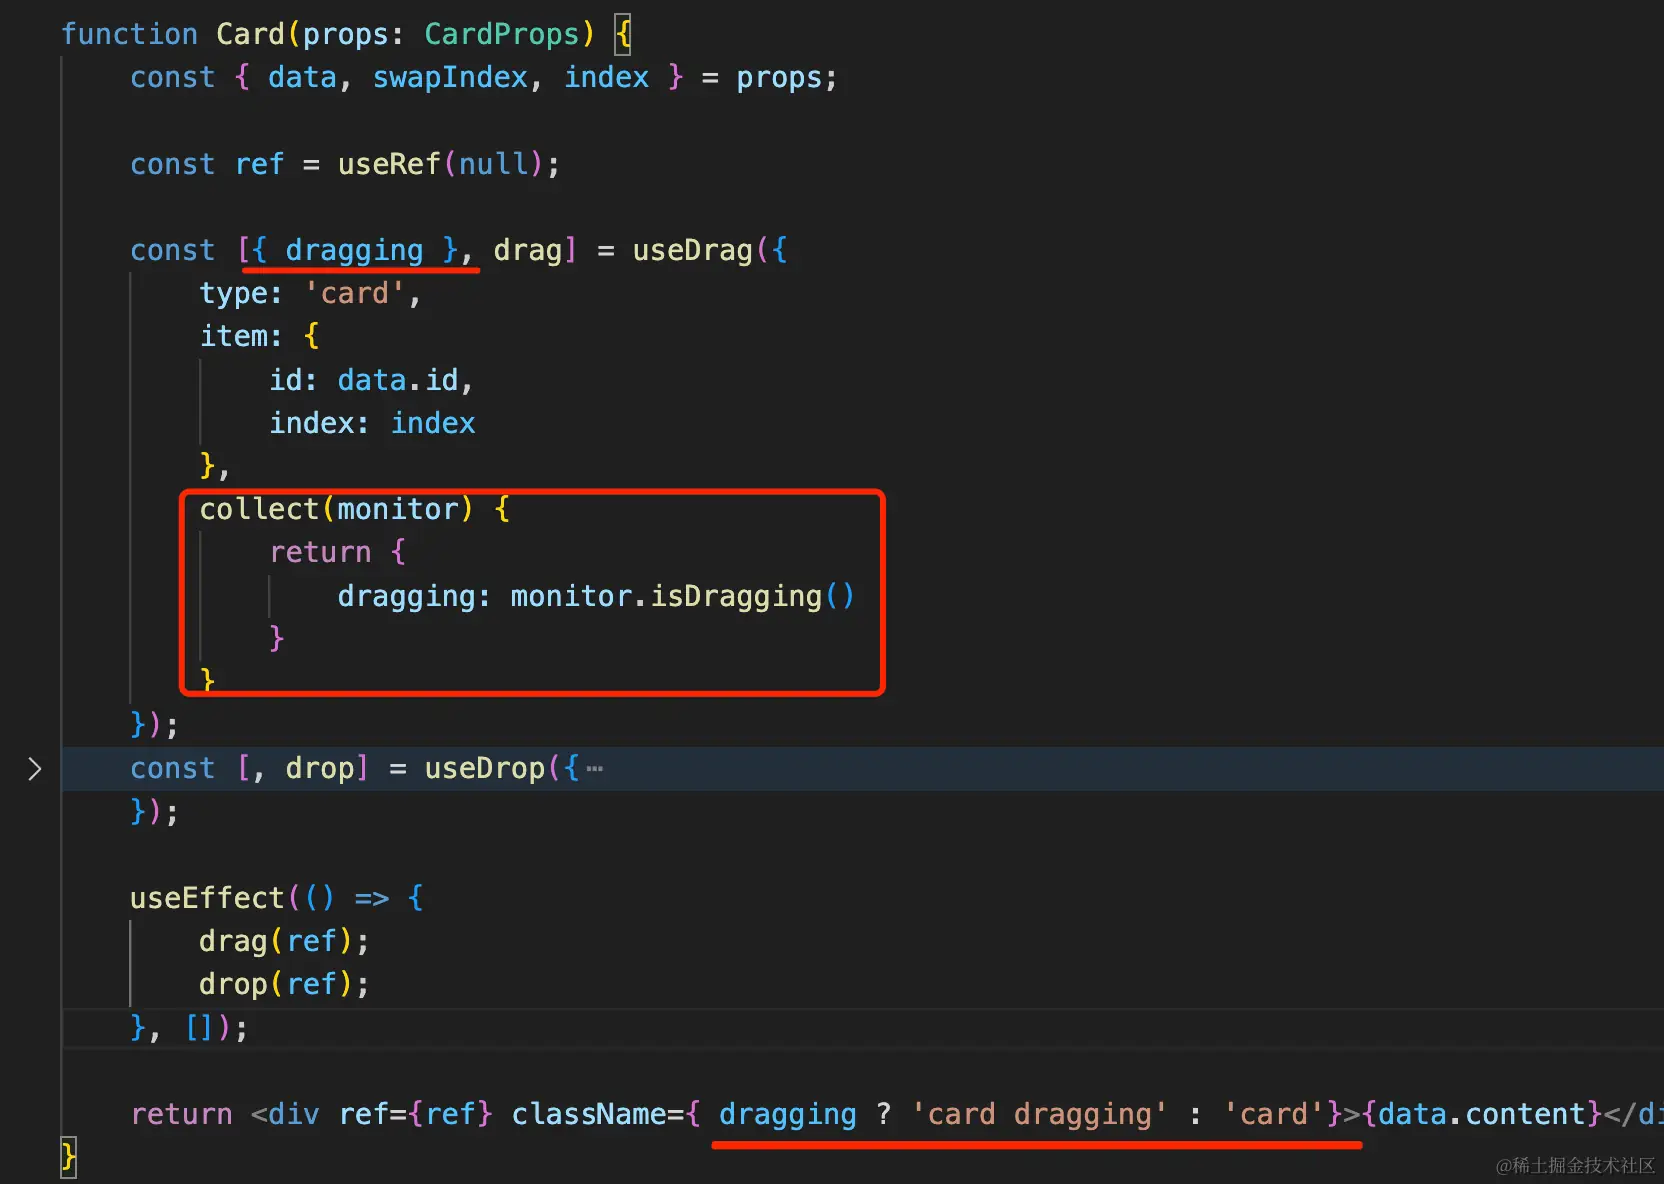 function Card(props: CardProps) {
    const { data, swapIndex, index } = props;

    const ref = useRef(null);

    const [{ dragging }, drag] = useDrag({
        type: 'card',
        item: {
            id: data.id,
            index: index
        },
        collect(monitor) {
            return {
                dragging: monitor.isDragging()
            }
        }
    });
    const [, drop] = useDrop({⋯
    });

    useEffect(() => {
        drag(ref);
        drop(ref);
    }, []);

    return <div ref={ref} className={ dragging ? 'card dragging' : 'card'}>{data.content}</di
}
@稀土掘金技术社区